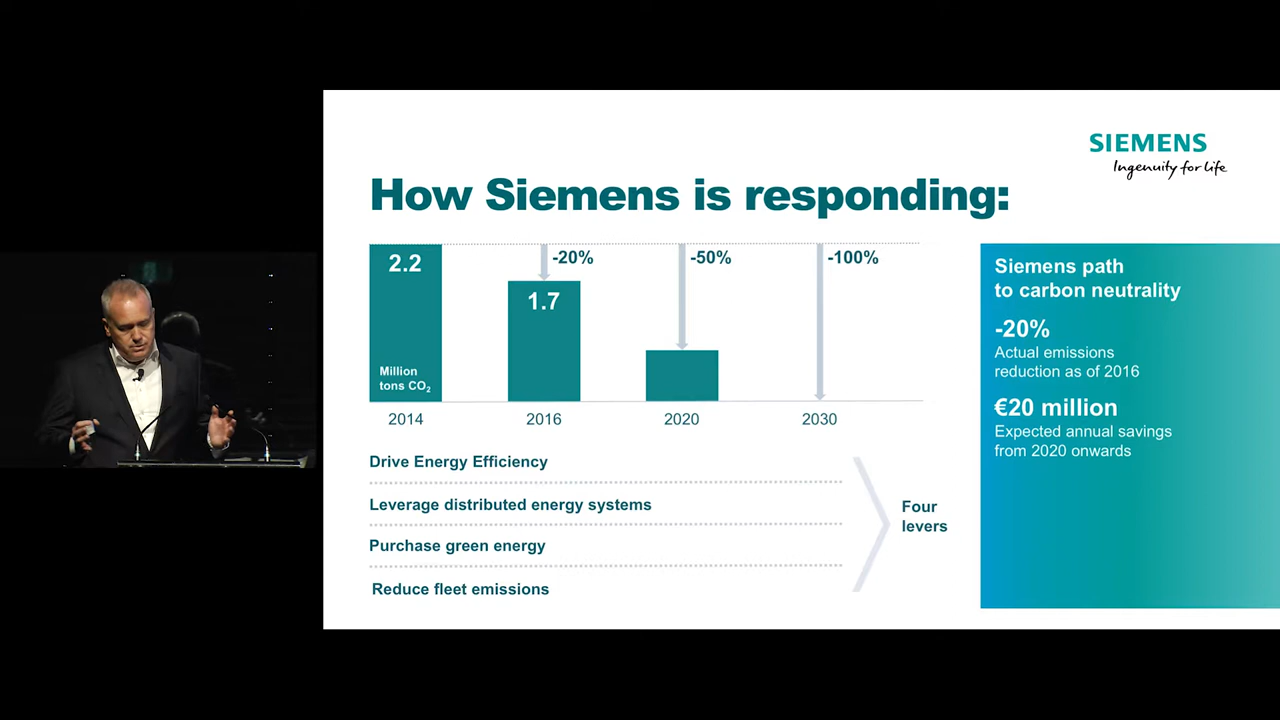 SIEMENS
Ingenuity for life
How Siemens is responding:
2.2
Million
tons CO₂
-20%
1.7
-50%
-100%
2014
2016
2020
2030
Drive Energy Efficiency
Leverage distributed energy systems
Purchase green energy
Reduce fleet emissions
Four
levers
Siemens path
to carbon neutrality
-20%
Actual emissions
reduction as of 2016
€20 million
Expected annual savings
from 2020 onwards